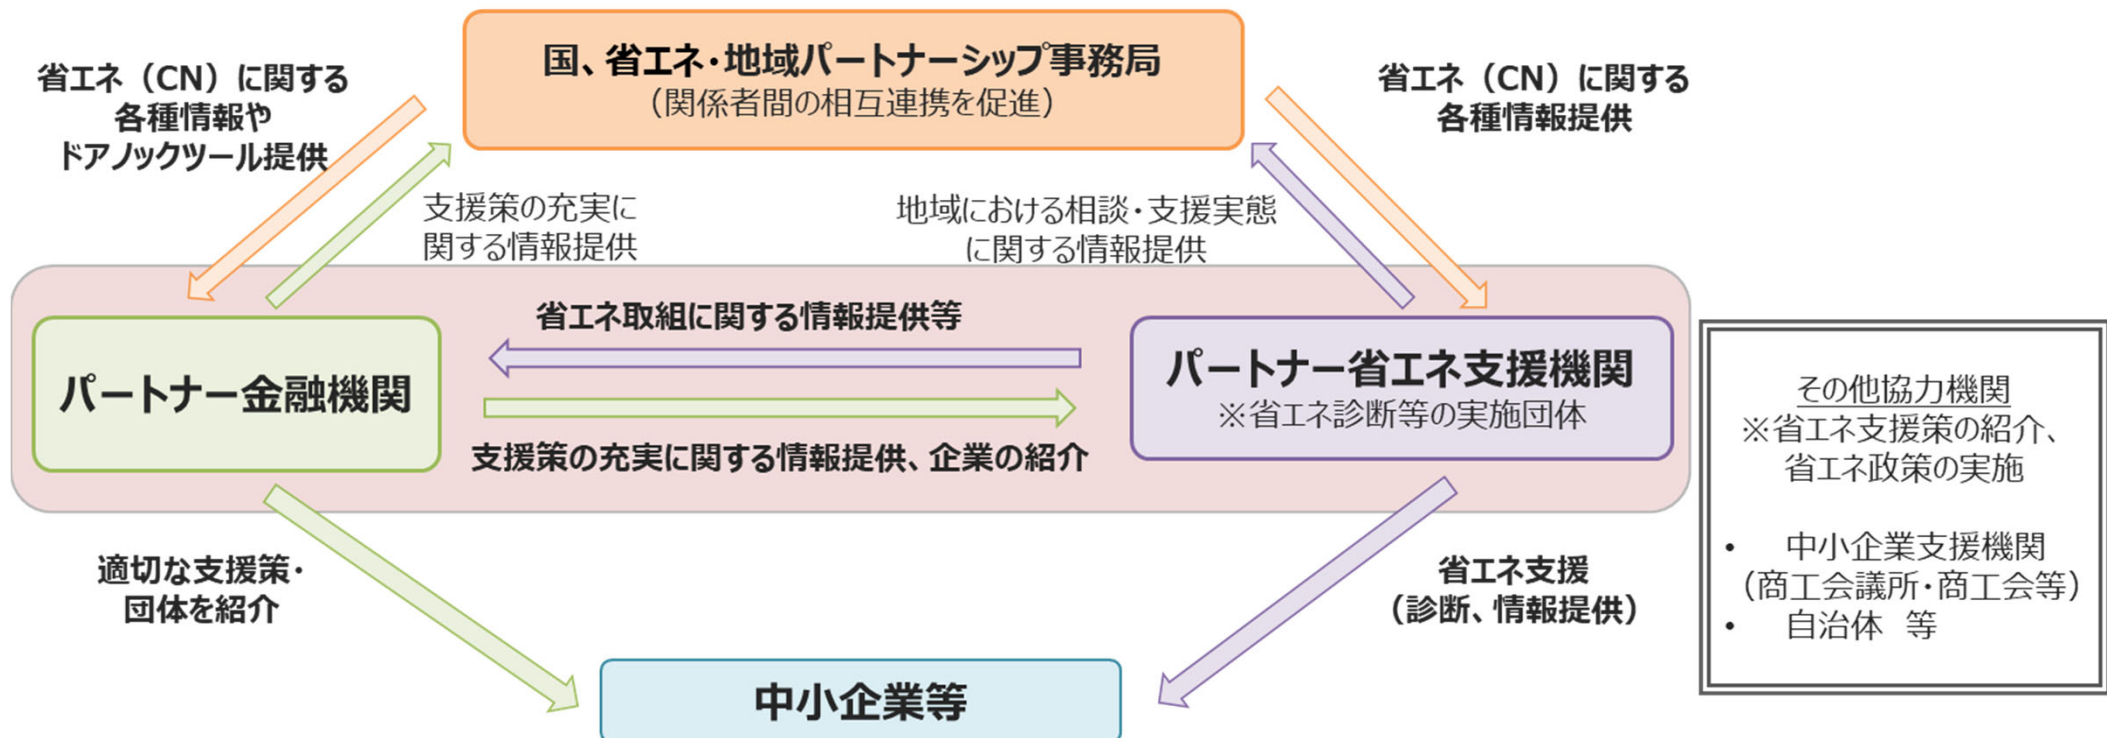 国、省エネ・地域パートナーシップ事務局
（関係者間の相互連携を促進）
省エネ（CN）に関する
各種情報や
ドアノックツール提供
省エネ（CN）に関する
各種情報提供
支援策の充実に
関する情報提供
地域における相談・支援実態
に関する情報提供
省エネ取組に関する情報提供等
パートナー金融機関
パートナー省エネ支援機関
※省エネ診断等の実施団体
支援策の充実に関する情報提供、企業の紹介
その他協力機関
※省エネ支援策の紹介、
省エネ政策の実施
• 中小企業支援機関
（商工会議所・商工会等）
• 自治体 等
適切な支援策・
団体を紹介
省エネ支援
（診断、情報提供）
中小企業等